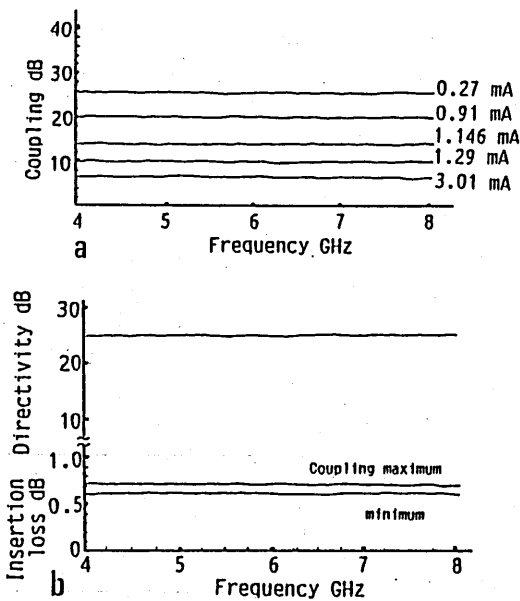 40
30
20
10
Coupling dB
0.27 mA
0.91 mA
1.146 mA
1.29 mA
3.01 mA
4 5 6 7 8
a
Frequency GHz
30
20
10
Directivity dB
1.0
0.5
0
Insertion
loss dB
Coupling maximum
minimum
4 5 6 7 8
b
Frequency GHz